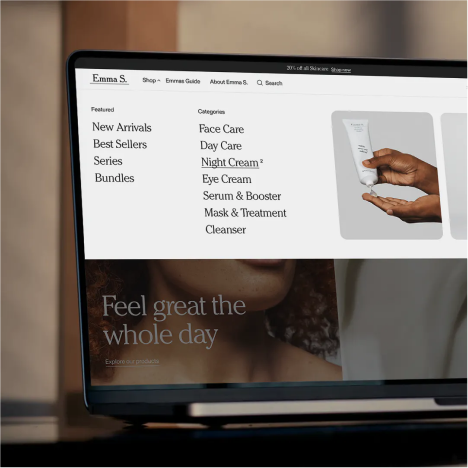 20% off all Skincare Shop now
Emma S.
Shop
Emmas Guide
About Emma S.
Search
Featured
New Arrivals
Best Sellers
Series
Bundles
Categories
Face Care
Day Care
Night Cream 2
Eye Cream
Serum & Booster
Mask & Treatment
Cleanser
Feel great the
whole day
Explore our products